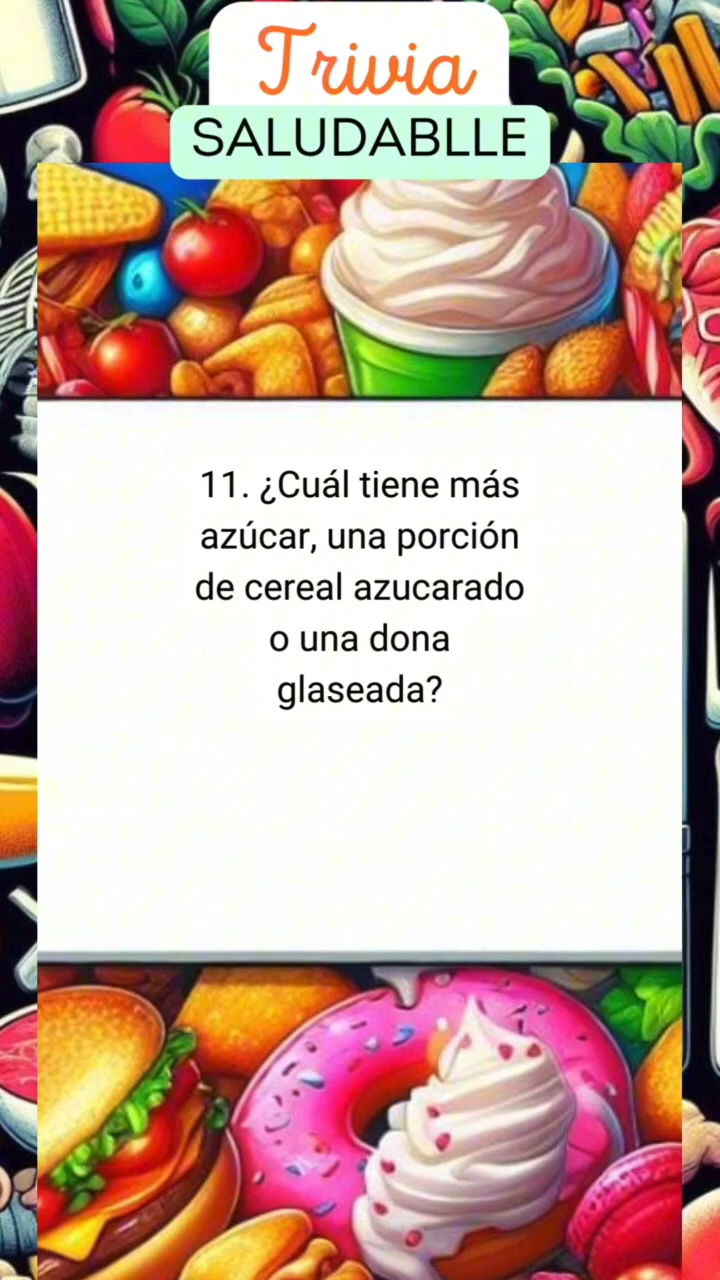 Trivia
SALUDABLLE
11. ¿Cuál tiene más
azúcar, una porción
de cereal azucarado
o una dona
glaseada?